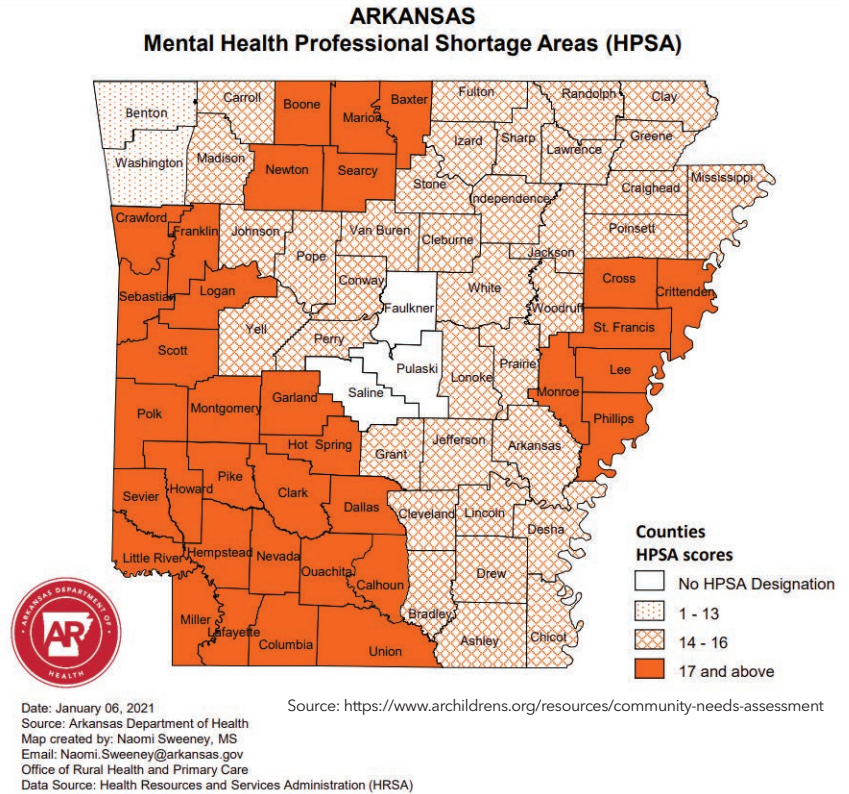 ARKANSAS
Mental Health Professional Shortage Areas (HPSA)
Benton
Carroll
Boone
Marion
Baxter
Fulton
Randolph
Clay
Washington
Madison
Newton
Searcy
Izard
Sharp
Lawrence
Greene
Stone
Independence
Craighead
Mississippi
Crawford
Franklin
Johnson
Pope
Van Buren
Cleburne
Jackson
Poinsett
Sebastian
Logan
Conway
Faulkner
White
Woodruff
Cross
Crittenden
Yell
Perry
St. Francis
Scott
Pulaski
Lonoke
Prairie
Lee
Monroe
Saline
Polk
Montgomery
Garland
Phillips
Hot Spring
Grant
Jefferson
Arkansas
Sevier
Howard
Pike
Clark
Dallas
Cleveland
Lincoln
Desha
Little River
Hempstead
Nevada
Ouachita
Calhoun
Drew
Bradley
Miller
Lafayette
Columbia
Union
Ashley
Chicot
Counties
HPSA scores
No HPSA Designation
1 - 13
14 - 16
17 and above
ARKANSAS DEPARTMENT OF
AR
HEALTH
Source: https://www.archildrens.org/resources/community-needs-assessment
Date: January 06, 2021
Source: Arkansas Department of Health
Map created by: Naomi Sweeney, MS
Email: Naomi.Sweeney@arkansas.gov
Office of Rural Health and Primary Care
Data Source: Health Resources and Services Administration (HRSA)